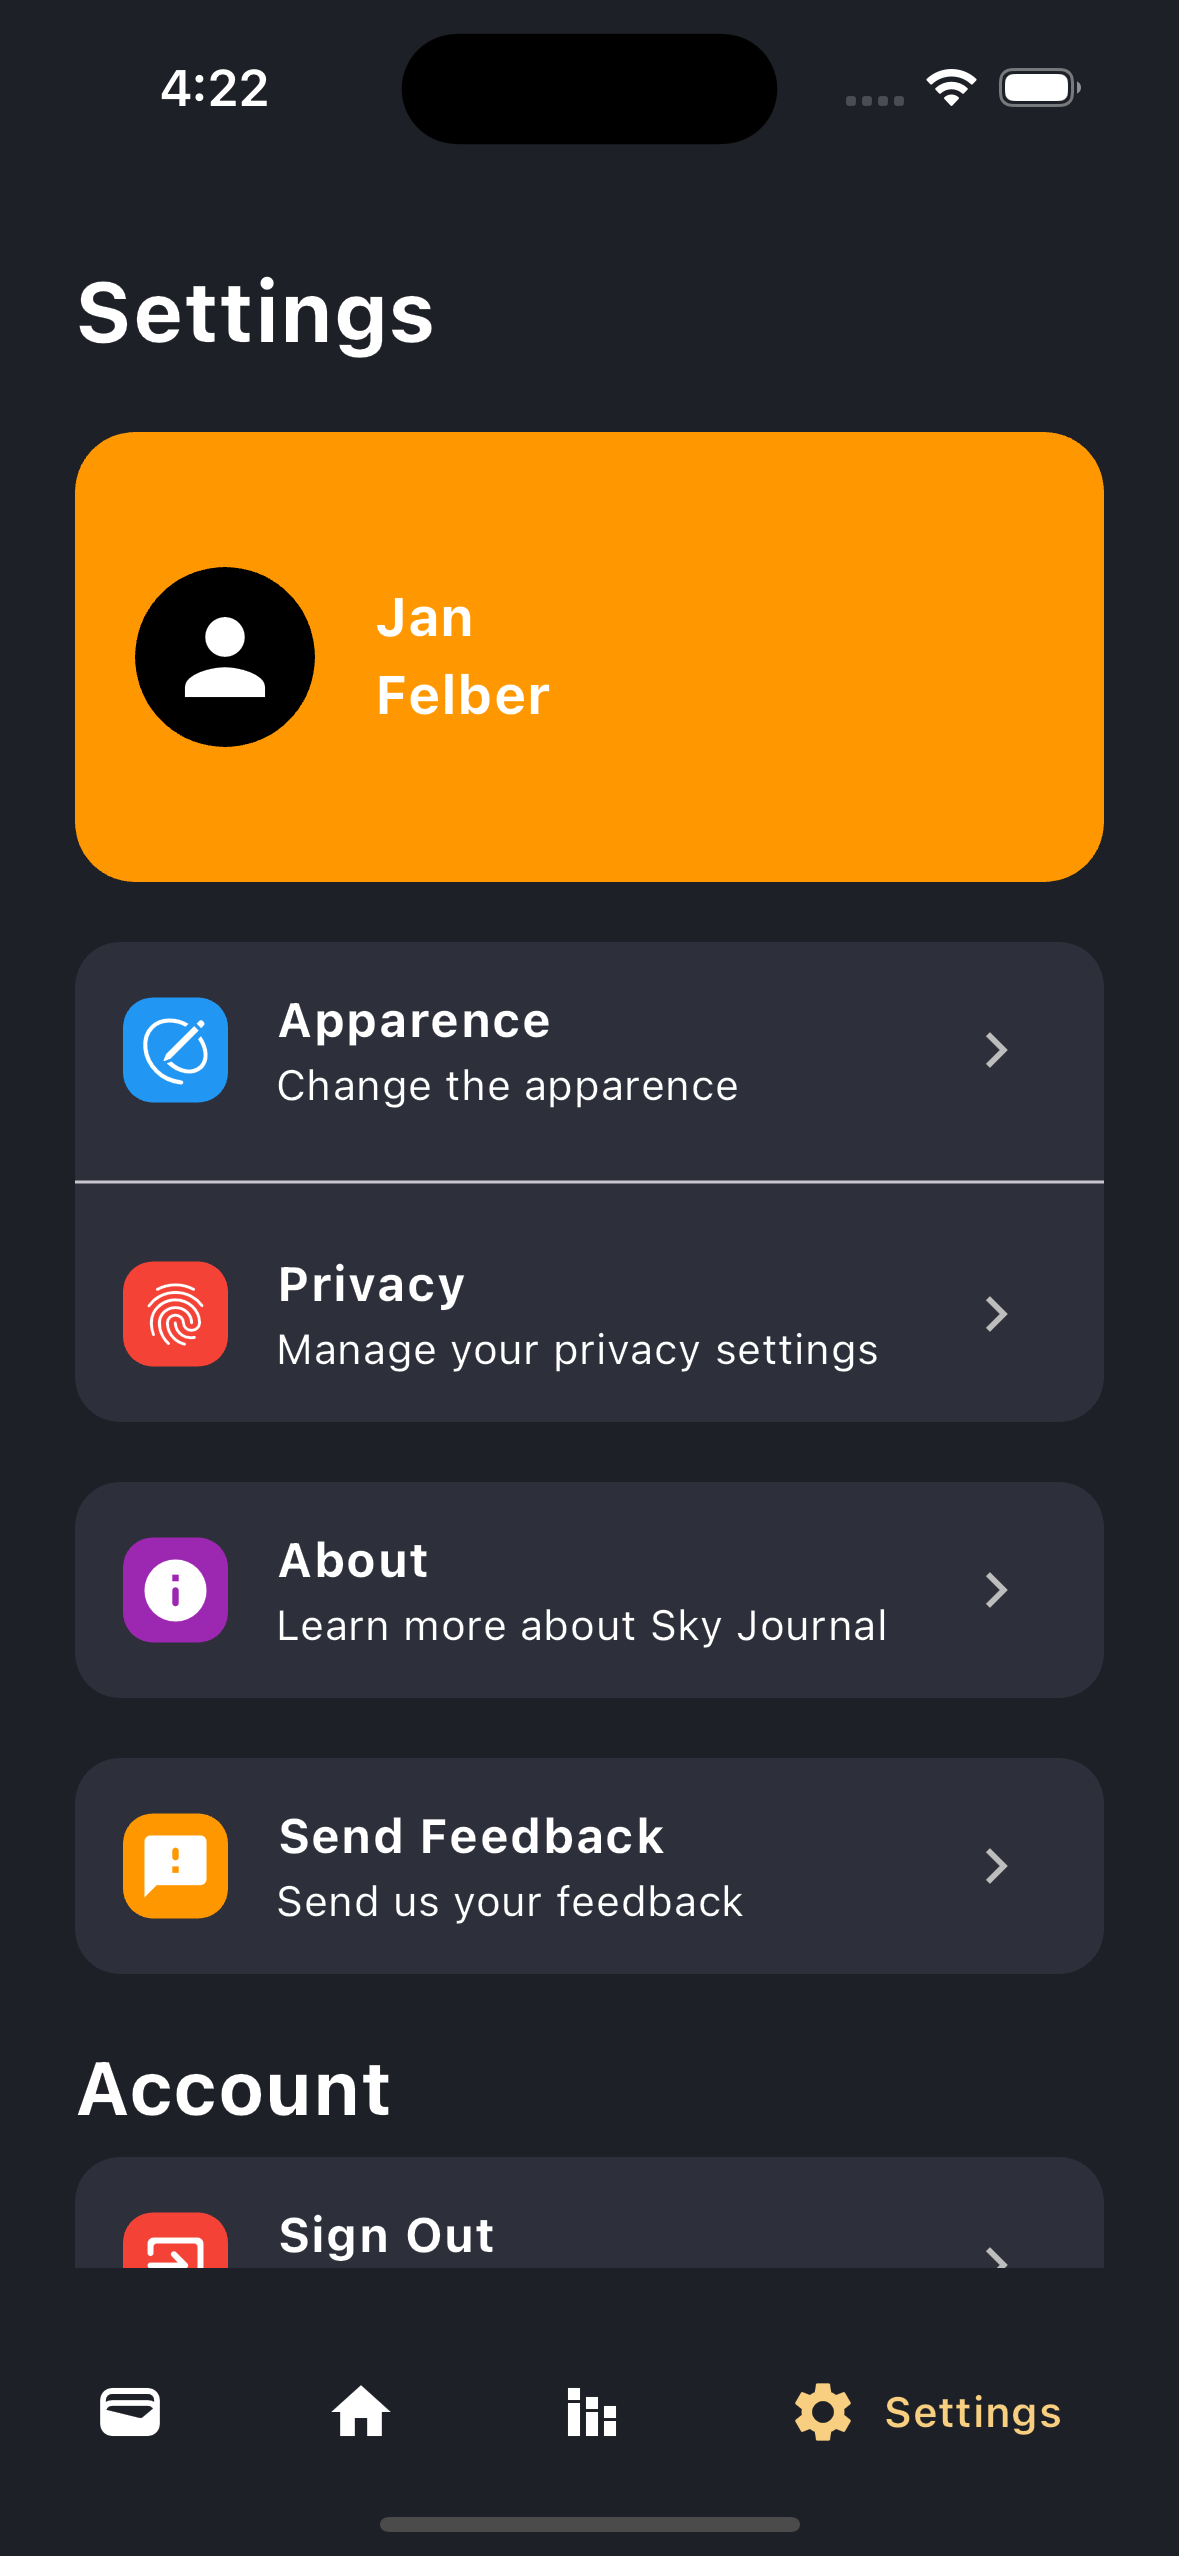 4:22
Settings
Jan
Felber
Apparence
Change the apparence
Privacy
Manage your privacy settings
About
Learn more about Sky Journal
Send Feedback
Send us your feedback
Account
Sign Out
Settings